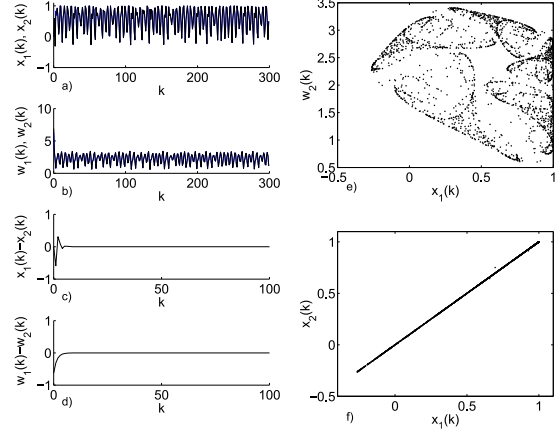 1
0
−1
x₁(k), x₂(k)
0 100 200 300
a)
k
10
5
0
w₁(k), w₂(k)
0 100 200 300
b)
k
1
0
−1
x₁(k)−x₂(k)
0 50 100
c)
k
1
0
−1
w₁(k)−w₂(k)
0 50 100
d)
k
3.5
3
2.5
2
1.5
1
0.5
w₂(k)
0 0.5 1
e)
x₁(k)
1
0.5
0
−0.5
x₂(k)
0 0.5 1
f)
x₁(k)